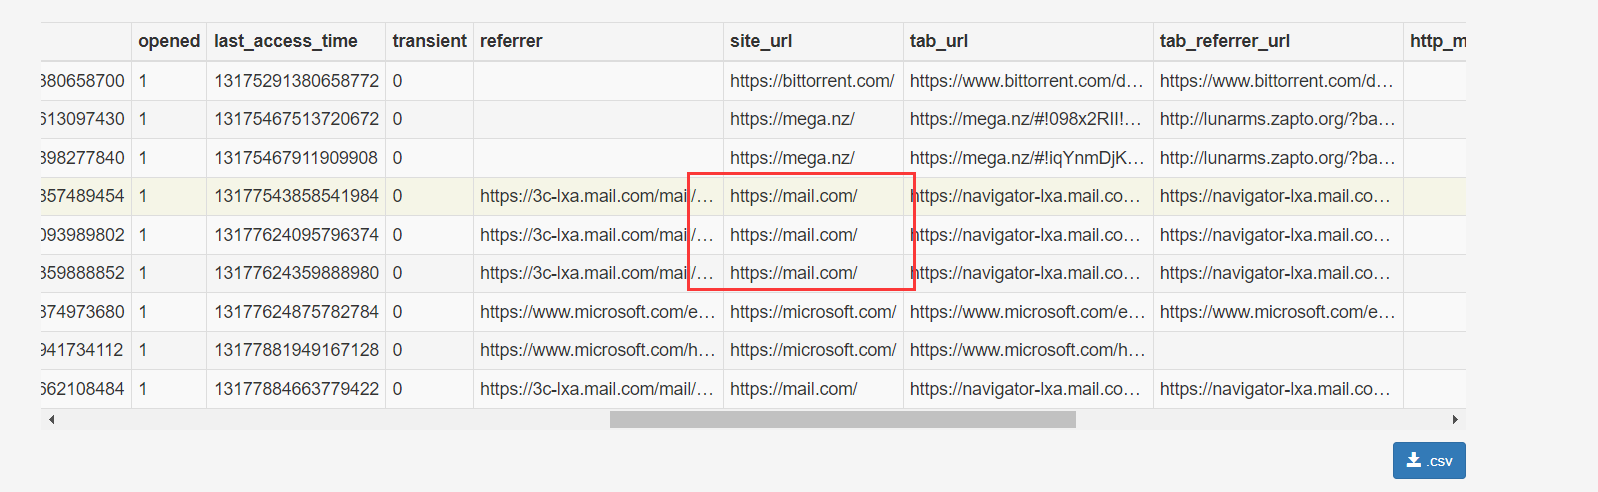 opened last_access_time transient referrer site_url tab_url tab_referrer_url http_m
380658700 1 13175291380658772 0 https://bittorrent.com/ https://www.bittorrent.com/d… https://www.bittorrent.com/d…
613097430 1 13175467513720672 0 https://mega.nz/ https://mega.nz/#!098x2RII!… http://lunarms.zapto.org/?ba…
898277840 1 13175467911909908 0 https://mega.nz/ https://mega.nz/#!iqYnmDjK… http://lunarms.zapto.org/?ba…
857489454 1 13177543858541984 0 https://3c-lxa.mail.com/mail/… https://mail.com/ https://navigator-lxa.mail.co… https://navigator-lxa.mail.co…
093989802 1 13177624095796374 0 https://3c-lxa.mail.com/mail/… https://mail.com/ https://navigator-lxa.mail.co… https://navigator-lxa.mail.co…
359888852 1 13177624359888980 0 https://3c-lxa.mail.com/mail/… https://mail.com/ https://navigator-lxa.mail.co… https://navigator-lxa.mail.co…
374973680 1 13177624875782784 0 https://www.microsoft.com/e… https://microsoft.com/ https://www.microsoft.com/e… https://www.microsoft.com/e…
941734112 1 13177881949167128 0 https://www.microsoft.com/h… https://microsoft.com/ https://www.microsoft.com/h…
662108484 1 13177884663779422 0 https://3c-lxa.mail.com/mail/… https://mail.com/ https://navigator-lxa.mail.co… https://navigator-lxa.mail.co…
.csv